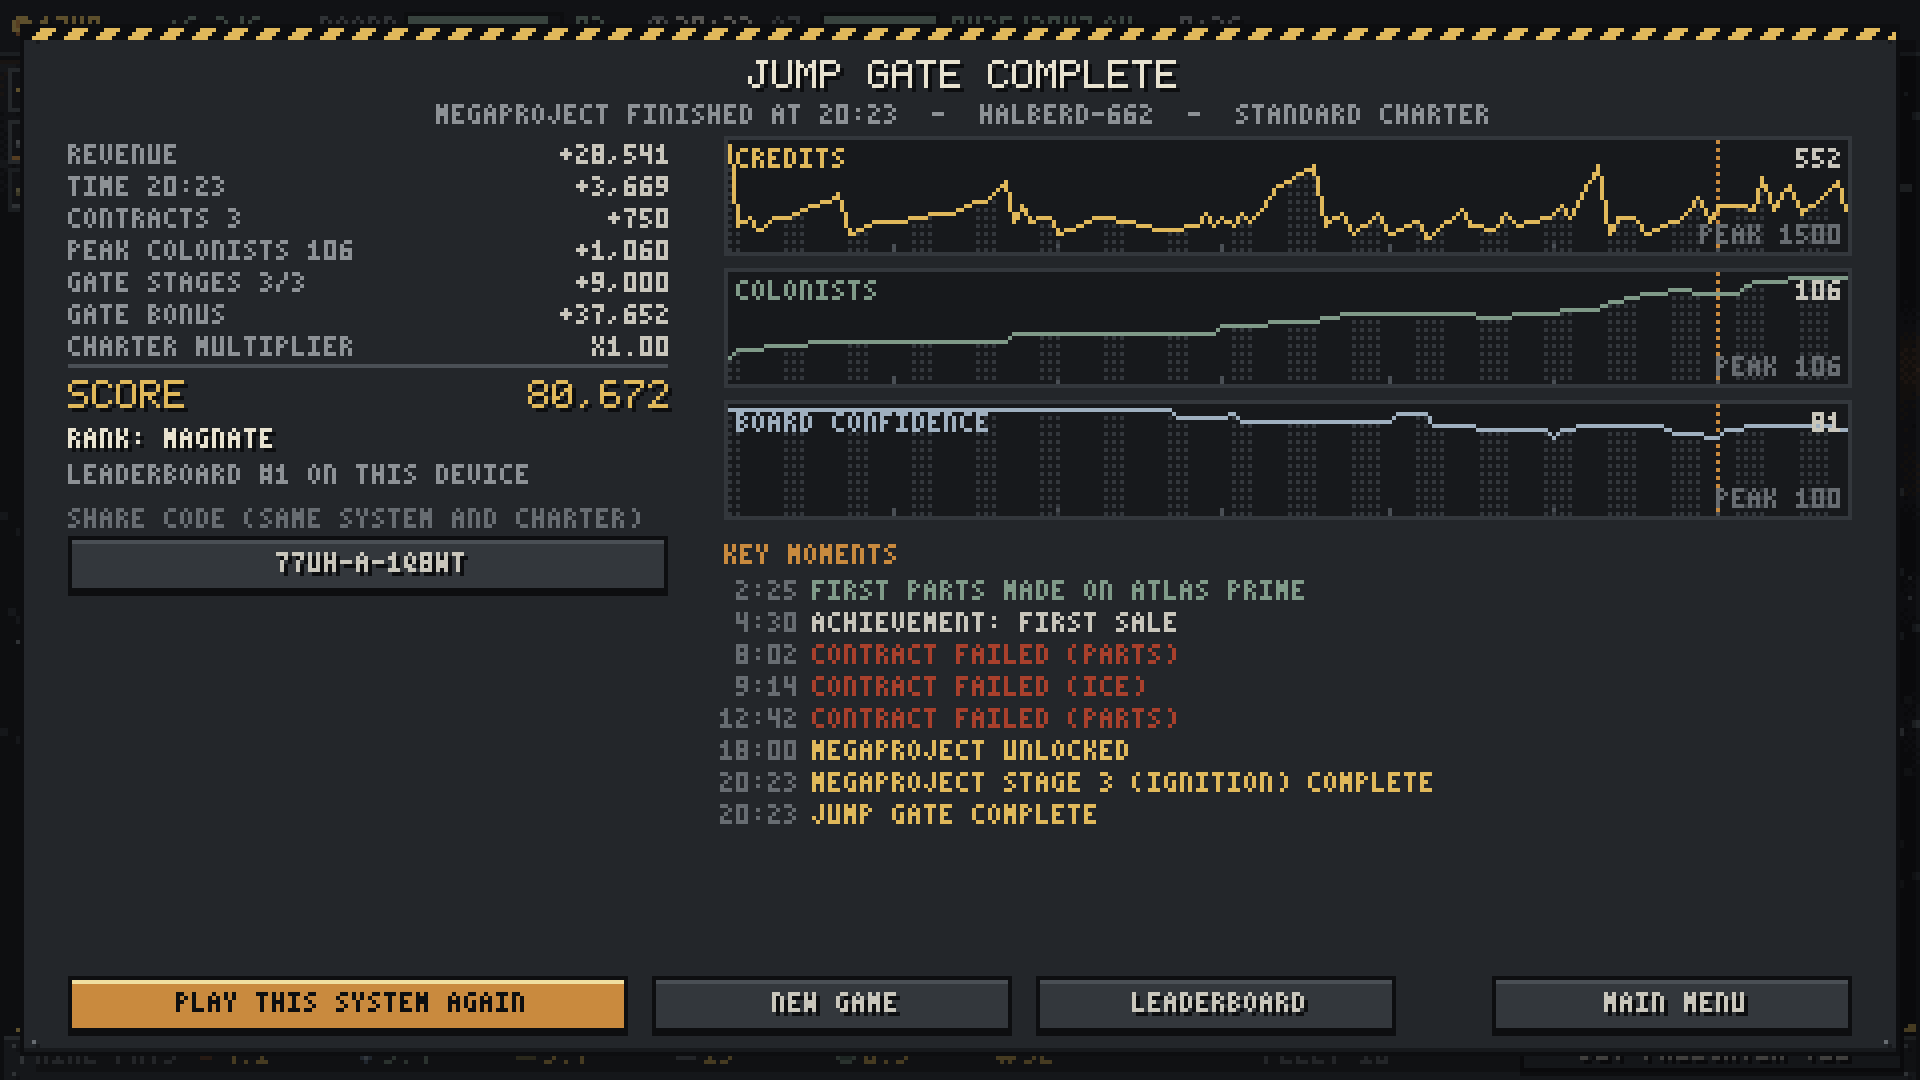 JUMP GATE COMPLETE
MEGAPROJECT FINISHED AT 20:23 - HALBERD-662 - STANDARD CHARTER
REVENUE +28,541
TIME 20:23 +3,669
CONTRACTS 3 +750
PEAK COLONISTS 106 +1,060
GATE STAGES 3/3 +9,000
GATE BONUS +37,652
CHARTER MULTIPLIER X1.00
SCORE 80,672
RANK: MAGNATE
LEADERBOARD #1 ON THIS DEVICE
SHARE CODE (SAME SYSTEM AND CHARTER)
CREDITS 552
PEAK 1500
COLONISTS 106
PEAK 106
BOARD CONFIDENCE 81
PEAK 100
KEY MOMENTS
2:25 FIRST PARTS MADE ON ATLAS PRIME
4:30 ACHIEVEMENT: FIRST SALE
8:02 CONTRACT FAILED (PARTS)
9:14 CONTRACT FAILED (ICE)
12:42 CONTRACT FAILED (PARTS)
18:00 MEGAPROJECT UNLOCKED
20:23 MEGAPROJECT STAGE 3 (IGNITION) COMPLETE
20:23 JUMP GATE COMPLETE
PLAY THIS SYSTEM AGAIN
NEW GAME
LEADERBOARD
MAIN MENU